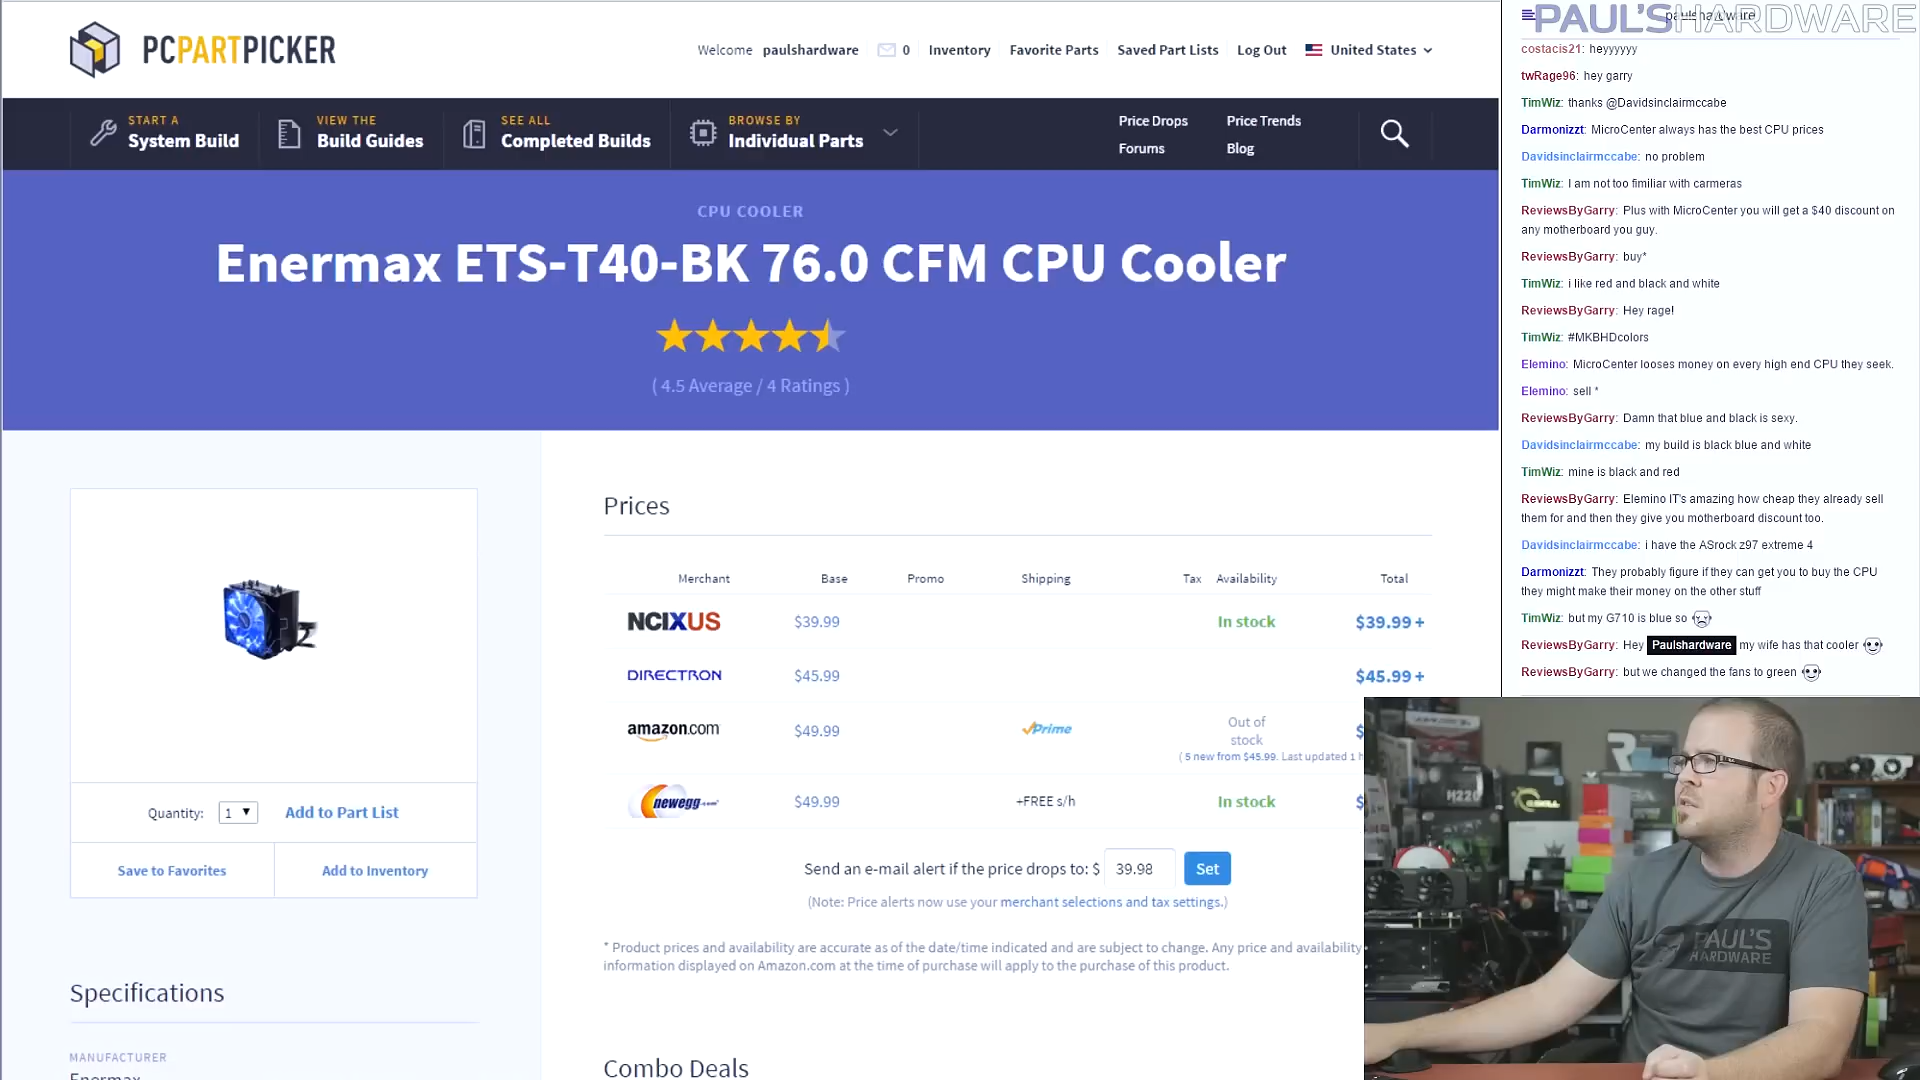 PCPARTPICKER
Welcome paulshardware 0 Inventory Favorite Parts Saved Part Lists Log Out United States
START A
System Build
VIEW THE
Build Guides
SEE ALL
Completed Builds
BROWSE BY
Individual Parts
Price Drops Price Trends
Forums Blog
CPU COOLER
Enermax ETS-T40-BK 76.0 CFM CPU Cooler
( 4.5 Average / 4 Ratings )
Quantity: 1 Add to Part List
Save to Favorites Add to Inventory
Specifications
MANUFACTURER
Enermax
Prices
Merchant Base Promo Shipping Tax Availability Total
NCIXUS $39.99 In stock $39.99 +
DIRECTRON $45.99 $45.99 +
amazon.com $49.99 Prime Out of
stock $
( 5 new from $45.99. Last updated 1 h
newegg.com $49.99 +FREE s/h In stock $
Send an e-mail alert if the price drops to: $ 39.98 Set
(Note: Price alerts now use your merchant selections and tax settings.)
* Product prices and availability are accurate as of the date/time indicated and are subject to change. Any price and availability
information displayed on Amazon.com at the time of purchase will apply to the purchase of this product.
Combo Deals
PAUL'SHARDWARE
paulshardware
costacis21: heyyyyyy
twRage96: hey garry
TimWiz: thanks @Davidsinclairmccabe
Darmonizzt: MicroCenter always has the best CPU prices
Davidsinclairmccabe: no problem
TimWiz: I am not too fimiliar with carmeras
ReviewsByGarry: Plus with MicroCenter you will get a $40 discount on
any motherboard you guy.
ReviewsByGarry: buy*
TimWiz: i like red and black and white
ReviewsByGarry: Hey rage!
TimWiz: #MKBHDcolors
Elemino: MicroCenter looses money on every high end CPU they seek.
Elemino: sell *
ReviewsByGarry: Damn that blue and black is sexy.
Davidsinclairmccabe: my build is black blue and white
TimWiz: mine is black and red
ReviewsByGarry: Elemino IT's amazing how cheap they already sell
them for and then they give you motherboard discount too.
Davidsinclairmccabe: i have the ASrock z97 extreme 4
Darmonizzt: They probably figure if they can get you to buy the CPU
they might make their money on the other stuff
TimWiz: but my G710 is blue so
ReviewsByGarry: Hey Paulshardware my wife has that cooler
ReviewsByGarry: but we changed the fans to green
H220
PAUL'S
HARDWARE